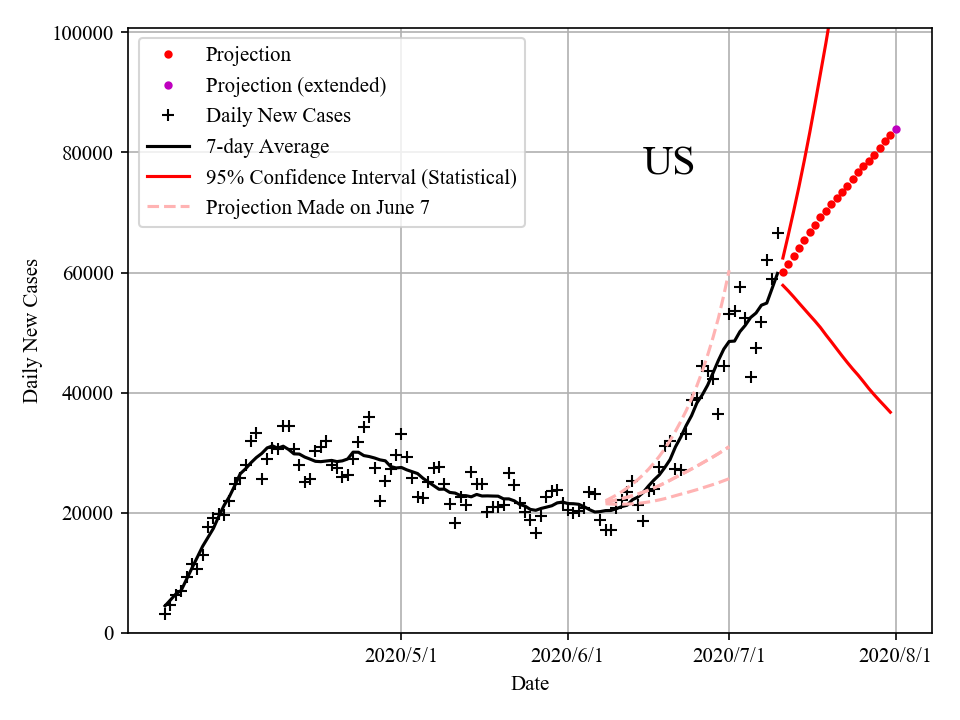 100000
80000
60000
40000
20000
0
Daily New Cases
Projection
Projection (extended)
Daily New Cases
7-day Average
95% Confidence Interval (Statistical)
Projection Made on June 7
US
2020/5/1
2020/6/1
2020/7/1
2020/8/1
Date